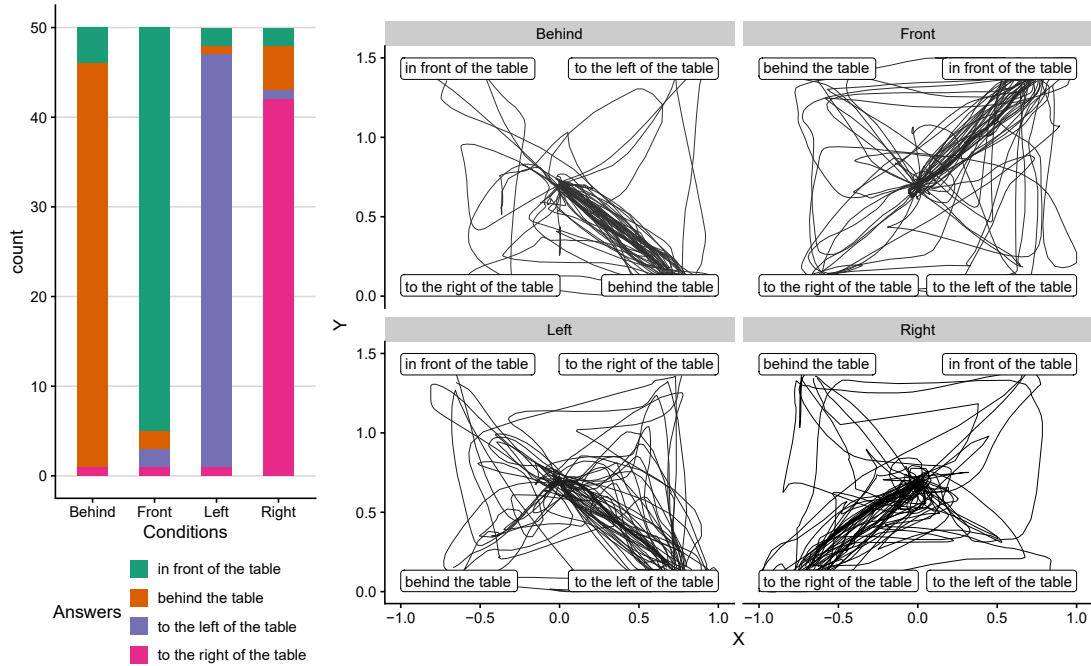 50
40
30
20
10
0
count
Behind Front Left Right
Conditions
Answers
in front of the table
behind the table
to the left of the table
to the right of the table
Behind
in front of the table to the left of the table
to the right of the table behind the table
Front
behind the table in front of the table
to the right of the table to the left of the table
Left
in front of the table to the right of the table
behind the table to the left of the table
Right
behind the table in front of the table
to the right of the table to the left of the table
1.5
1.0
0.5
0.0
1.5
1.0
0.5
0.0
Y
−1.0 −0.5 0.0 0.5 1.0 −1.0 −0.5 0.0 0.5 1.0
X